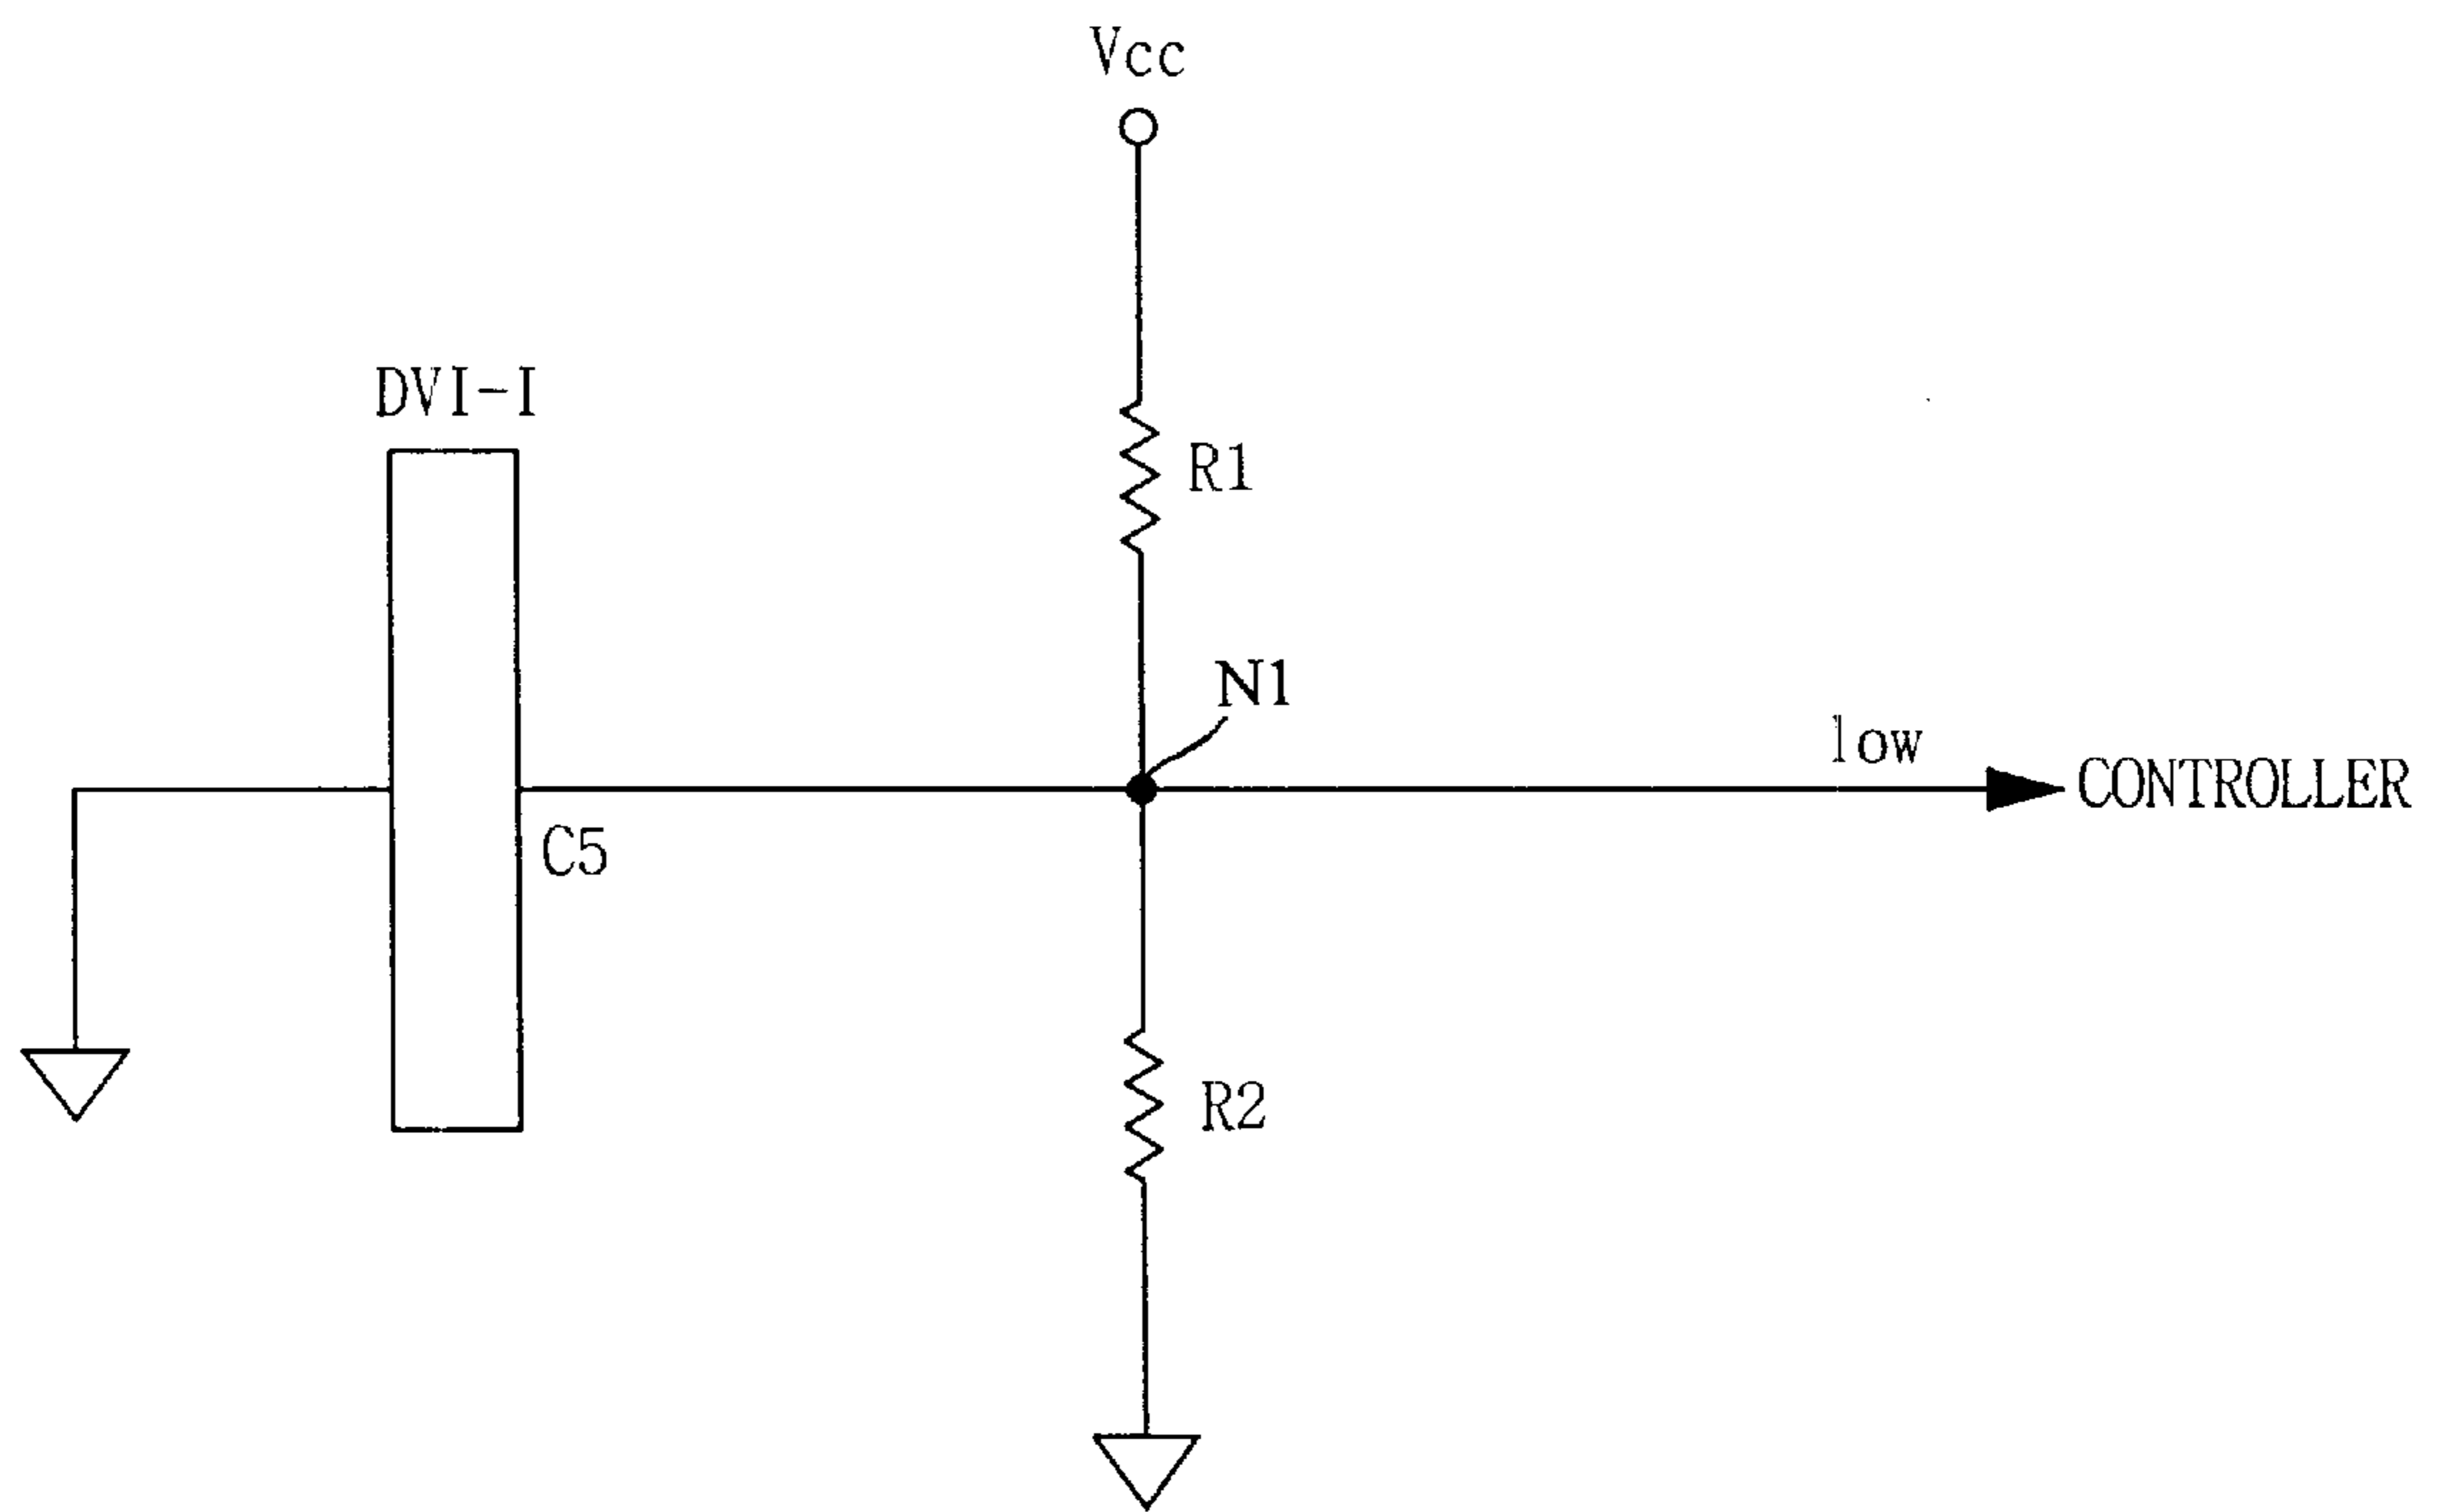 Vcc
DVI-I
R1
N1
low
CONTROLLER
C5
R2